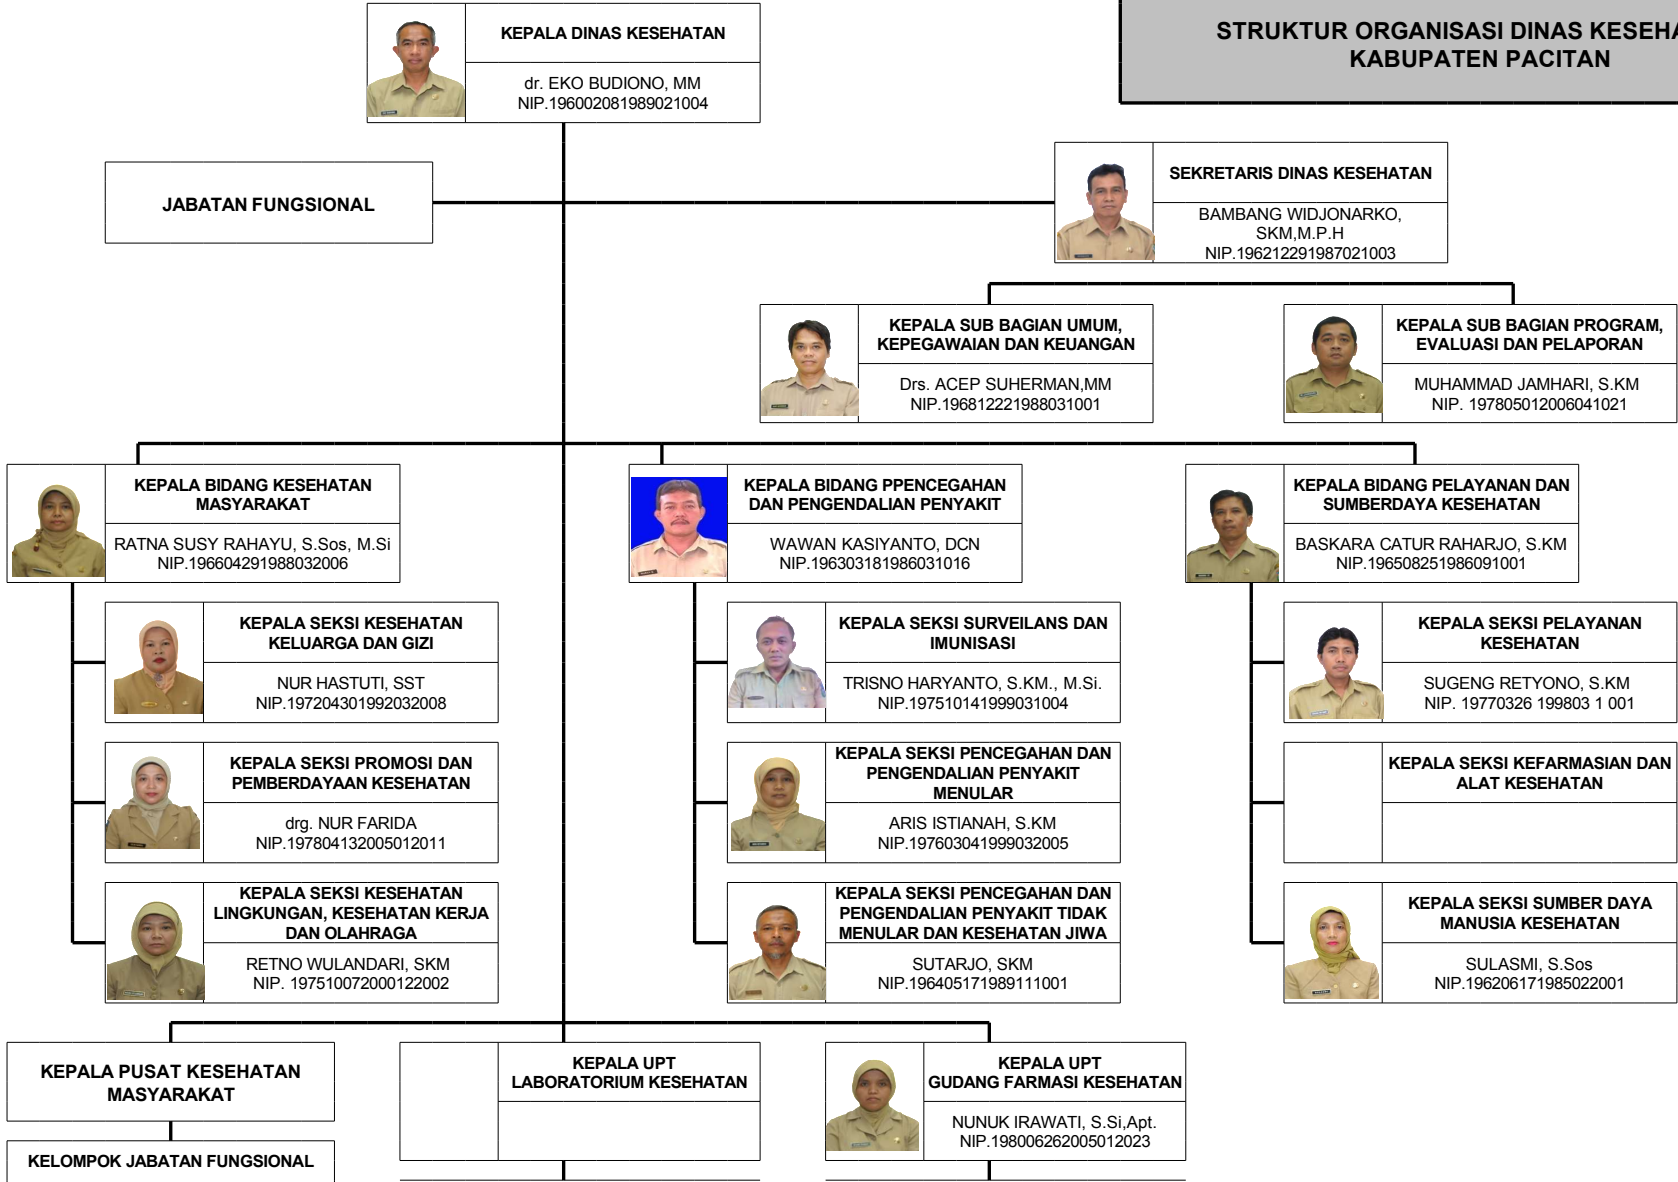 KEPALA DINAS KESEHATAN
dr. EKO BUDIONO, MM
NIP.196002081989021004
STRUKTUR ORGANISASI DINAS
KABUPATEN PACITAN
JABATAN FUNGSIONAL
SEKRETARIS DINAS KESEHATAN
BAMBANG WIDJONARKO,
SKM,M.P.H
NIP.196212291987021003
KEPALA SUB BAGIAN UMUM,
KEPEGAWAIAN DAN KEUANGAN
Drs. ACEP SUHERMAN,MM
NIP.196812221988031001
KEPALA SUB BAGIAN PROGRAM,
EVALUASI DAN PELAPORAN
MUHAMMAD JAMHARI, S.KM
NIP. 197805012006041021
KEPALA BIDANG KESEHATAN
MASYARAKAT
RATNA SUSY RAHAYU, S.Sos, M.Si
NIP.196604291988032006
KEPALA BIDANG PPENCEGAHAN
DAN PENGENDALIAN PENYAKIT
WAWAN KASIYANTO, DCN
NIP.196303181986031016
KEPALA BIDANG PELAYANAN DAN
SUMBERDAYA KESEHATAN
BASKARA CATUR RAHARJO, S.KM
NIP.196508251986091001
KEPALA SEKSI KESEHATAN
KELUARGA DAN GIZI
NUR HASTUTI, SST
NIP.197204301992032008
KEPALA SEKSI SURVEILANS DAN
IMUNISASI
TRISNO HARYANTO, S.KM., M.Si.
NIP.197510141999031004
KEPALA SEKSI PELAYANAN
KESEHATAN
SUGENG RETYONO, S.KM
NIP. 19770326 199803 1 001
KEPALA SEKSI PROMOSI DAN
PEMBERDAYAAN KESEHATAN
drg. NUR FARIDA
NIP.197804132005012011
KEPALA SEKSI PENCEGAHAN DAN
PENGENDALIAN PENYAKIT
MENULAR
ARIS ISTIANAH, S.KM
NIP.197603041999032005
KEPALA SEKSI KEFARMASIAN DAN
ALAT KESEHATAN
KEPALA SEKSI KESEHATAN
LINGKUNGAN, KESEHATAN KERJA
DAN OLAHRAGA
RETNO WULANDARI, SKM
NIP. 197510072000122002
KEPALA SEKSI PENCEGAHAN DAN
PENGENDALIAN PENYAKIT TIDAK
MENULAR DAN KESEHATAN JIWA
SUTARJO, SKM
NIP.196405171989111001
KEPALA SEKSI SUMBER DAYA
MANUSIA KESEHATAN
SULASMI, S.Sos
NIP.196206171985022001
KEPALA PUSAT KESEHATAN
MASYARAKAT
KELOMPOK JABATAN FUNGSIONAL
KEPALA UPT
LABORATORIUM KESEHATAN
KEPALA UPT
GUDANG FARMASI KESEHATAN
NUNUK IRAWATI, S.Si,Apt.
NIP.198006262005012023